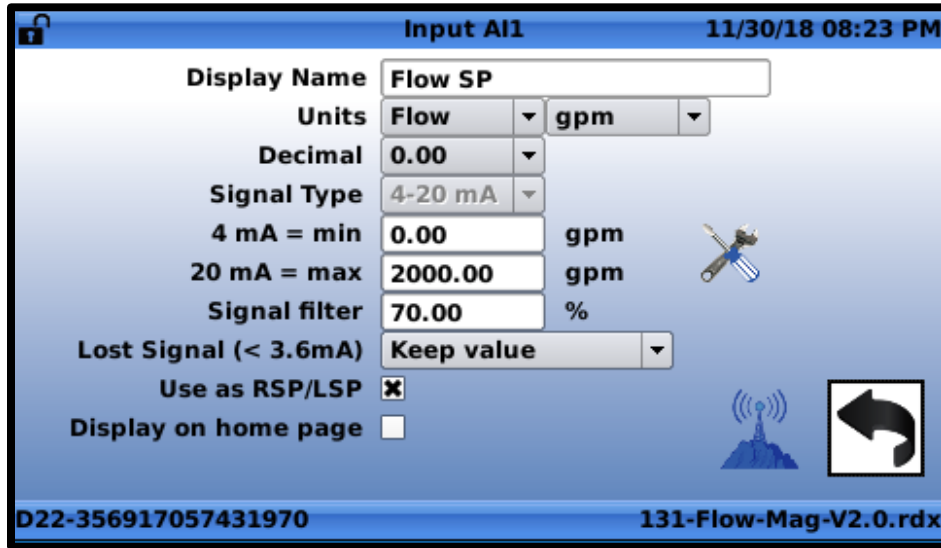 Input AI1 11/30/18 08:23 PM
Display Name Flow SP
Units Flow gpm
Decimal 0.00
Signal Type 4-20 mA
4 mA = min 0.00 gpm
20 mA = max 2000.00 gpm
Signal filter 70.00 %
Lost Signal (< 3.6mA) Keep value
Use as RSP/LSP
Display on home page
D22-356917057431970 131-Flow-Mag-V2.0.rdx